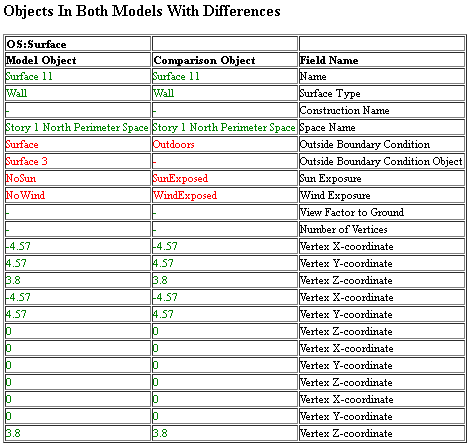 Objects In Both Models With Differences
OS:Surface
Model Object Comparison Object Field Name
Surface 11 Surface 11 Name
Wall Wall Surface Type
- - Construction Name
Story 1 North Perimeter Space Story 1 North Perimeter Space Space Name
Surface Outdoors Outside Boundary Condition
Surface 3 - Outside Boundary Condition Object
NoSun SunExposed Sun Exposure
NoWind WindExposed Wind Exposure
- - View Factor to Ground
- - Number of Vertices
-4.57 -4.57 Vertex X-coordinate
4.57 4.57 Vertex Y-coordinate
3.8 3.8 Vertex Z-coordinate
-4.57 -4.57 Vertex X-coordinate
4.57 4.57 Vertex Y-coordinate
0 0 Vertex Z-coordinate
0 0 Vertex X-coordinate
0 0 Vertex Y-coordinate
0 0 Vertex Z-coordinate
0 0 Vertex X-coordinate
0 0 Vertex Y-coordinate
3.8 3.8 Vertex Z-coordinate